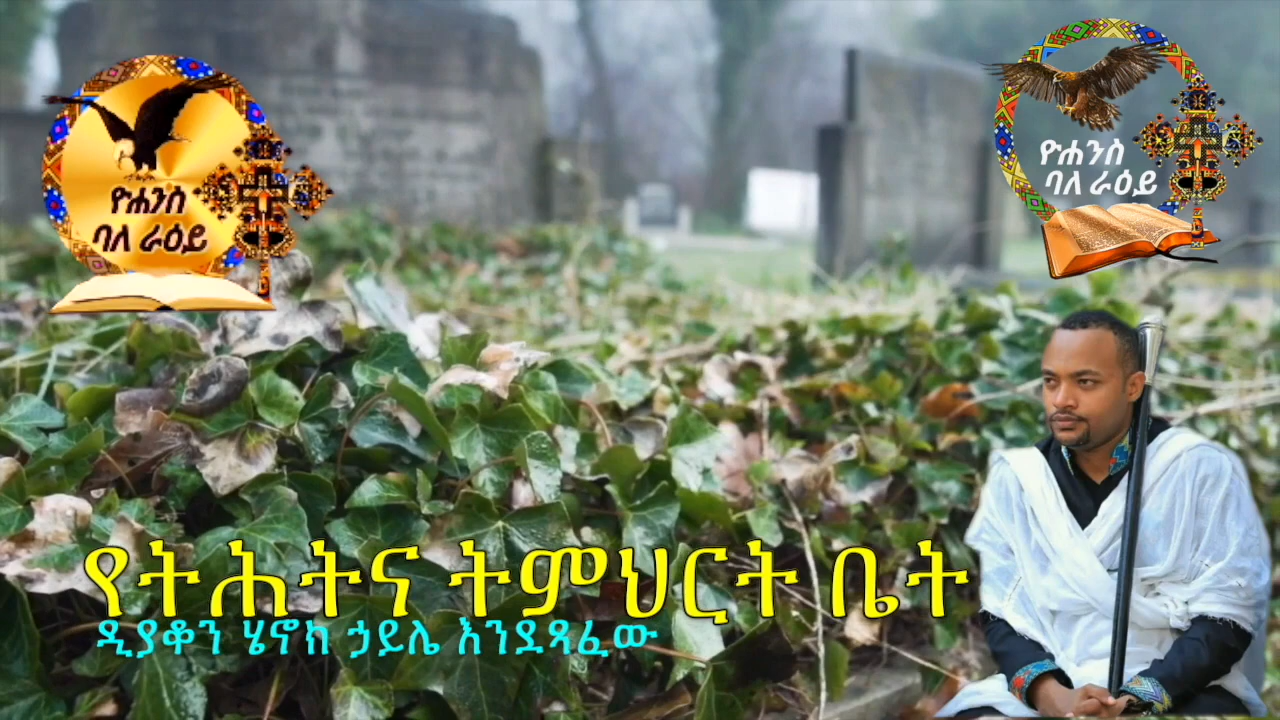 ዮሐንስ
ባለ ራዕይ
ዮሐንስ
ባለ ራዕይ
የትሕትና ትምህርት ቤት
ዲያቆን ሄኖክ ኃይሌ እንደጻፈው